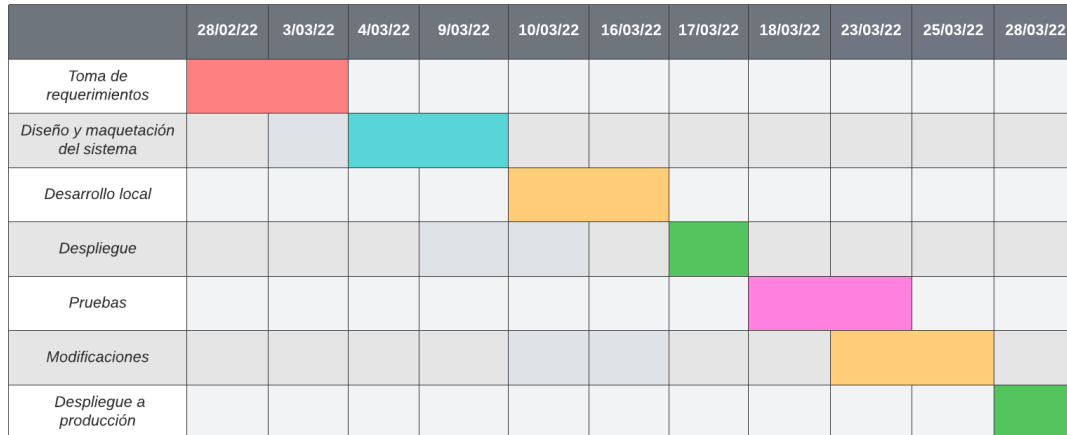 28/02/22 3/03/22 4/03/22 9/03/22 10/03/22 16/03/22 17/03/22 18/03/22 23/03/22 25/03/22 28/03/22
Toma de
requerimientos
Diseño y maquetación
del sistema
Desarrollo local
Despliegue
Pruebas
Modificaciones
Despliegue a
producción